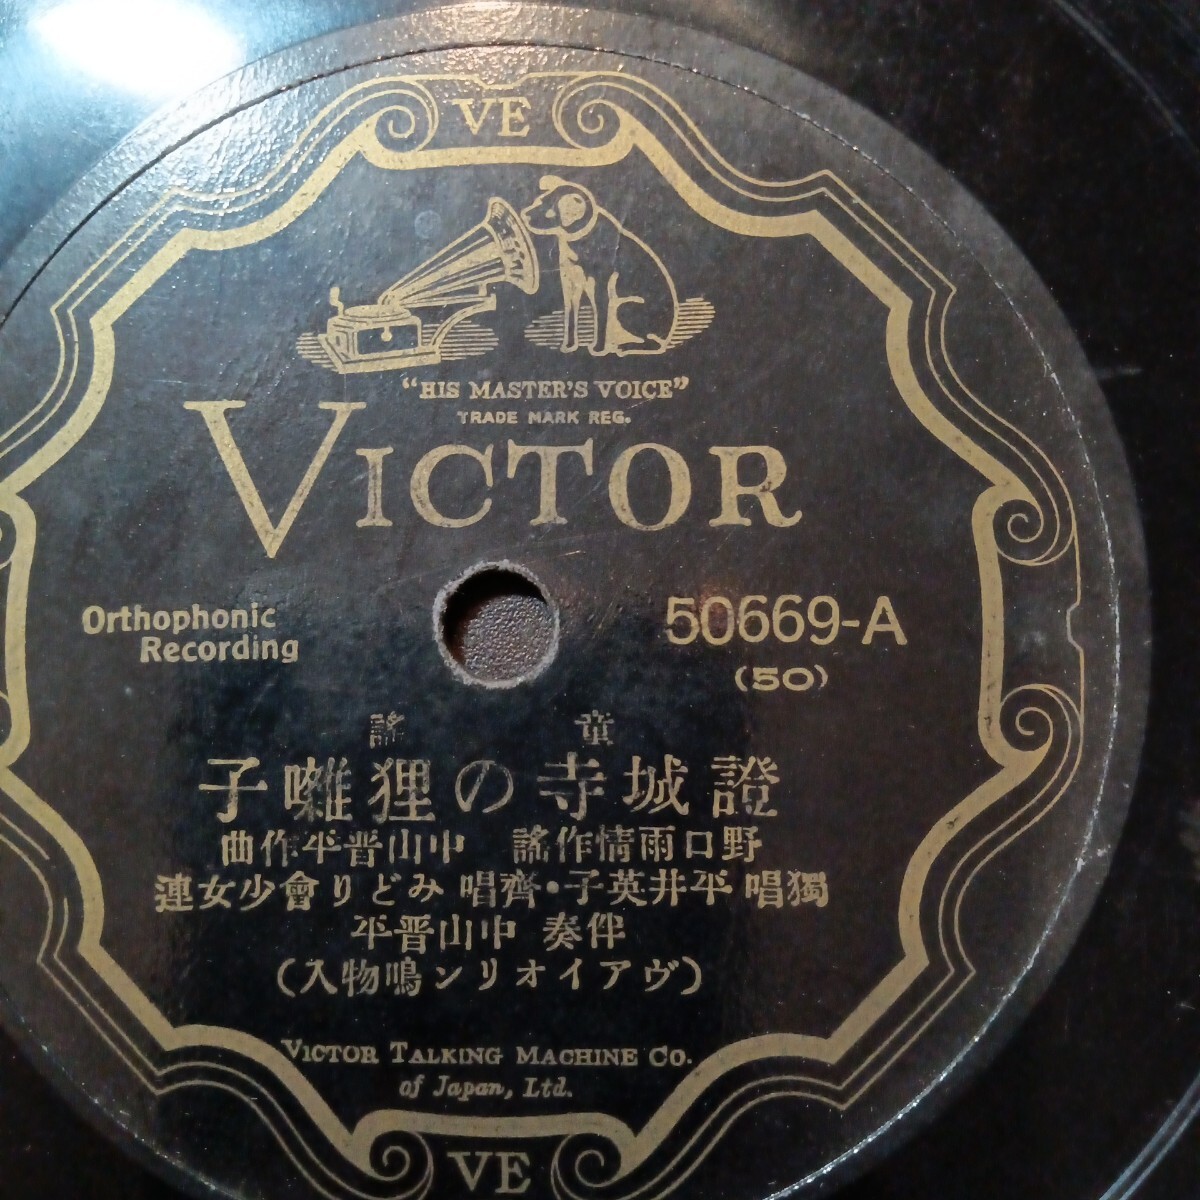 VE
"HIS MASTER'S VOICE"
TRADE MARK REG.
VICTOR
Orthophonic
Recording
50669-A
(50)
童謠
證城寺の狸囃子
野口雨情作謠 中山晋平作曲
獨唱 平井英子・齊唱 みどり會少女連
伴奏 中山晋平
(ヴアイオリン鳴物入)
VICTOR TALKING MACHINE CO.
of Japan, Ltd.
VE